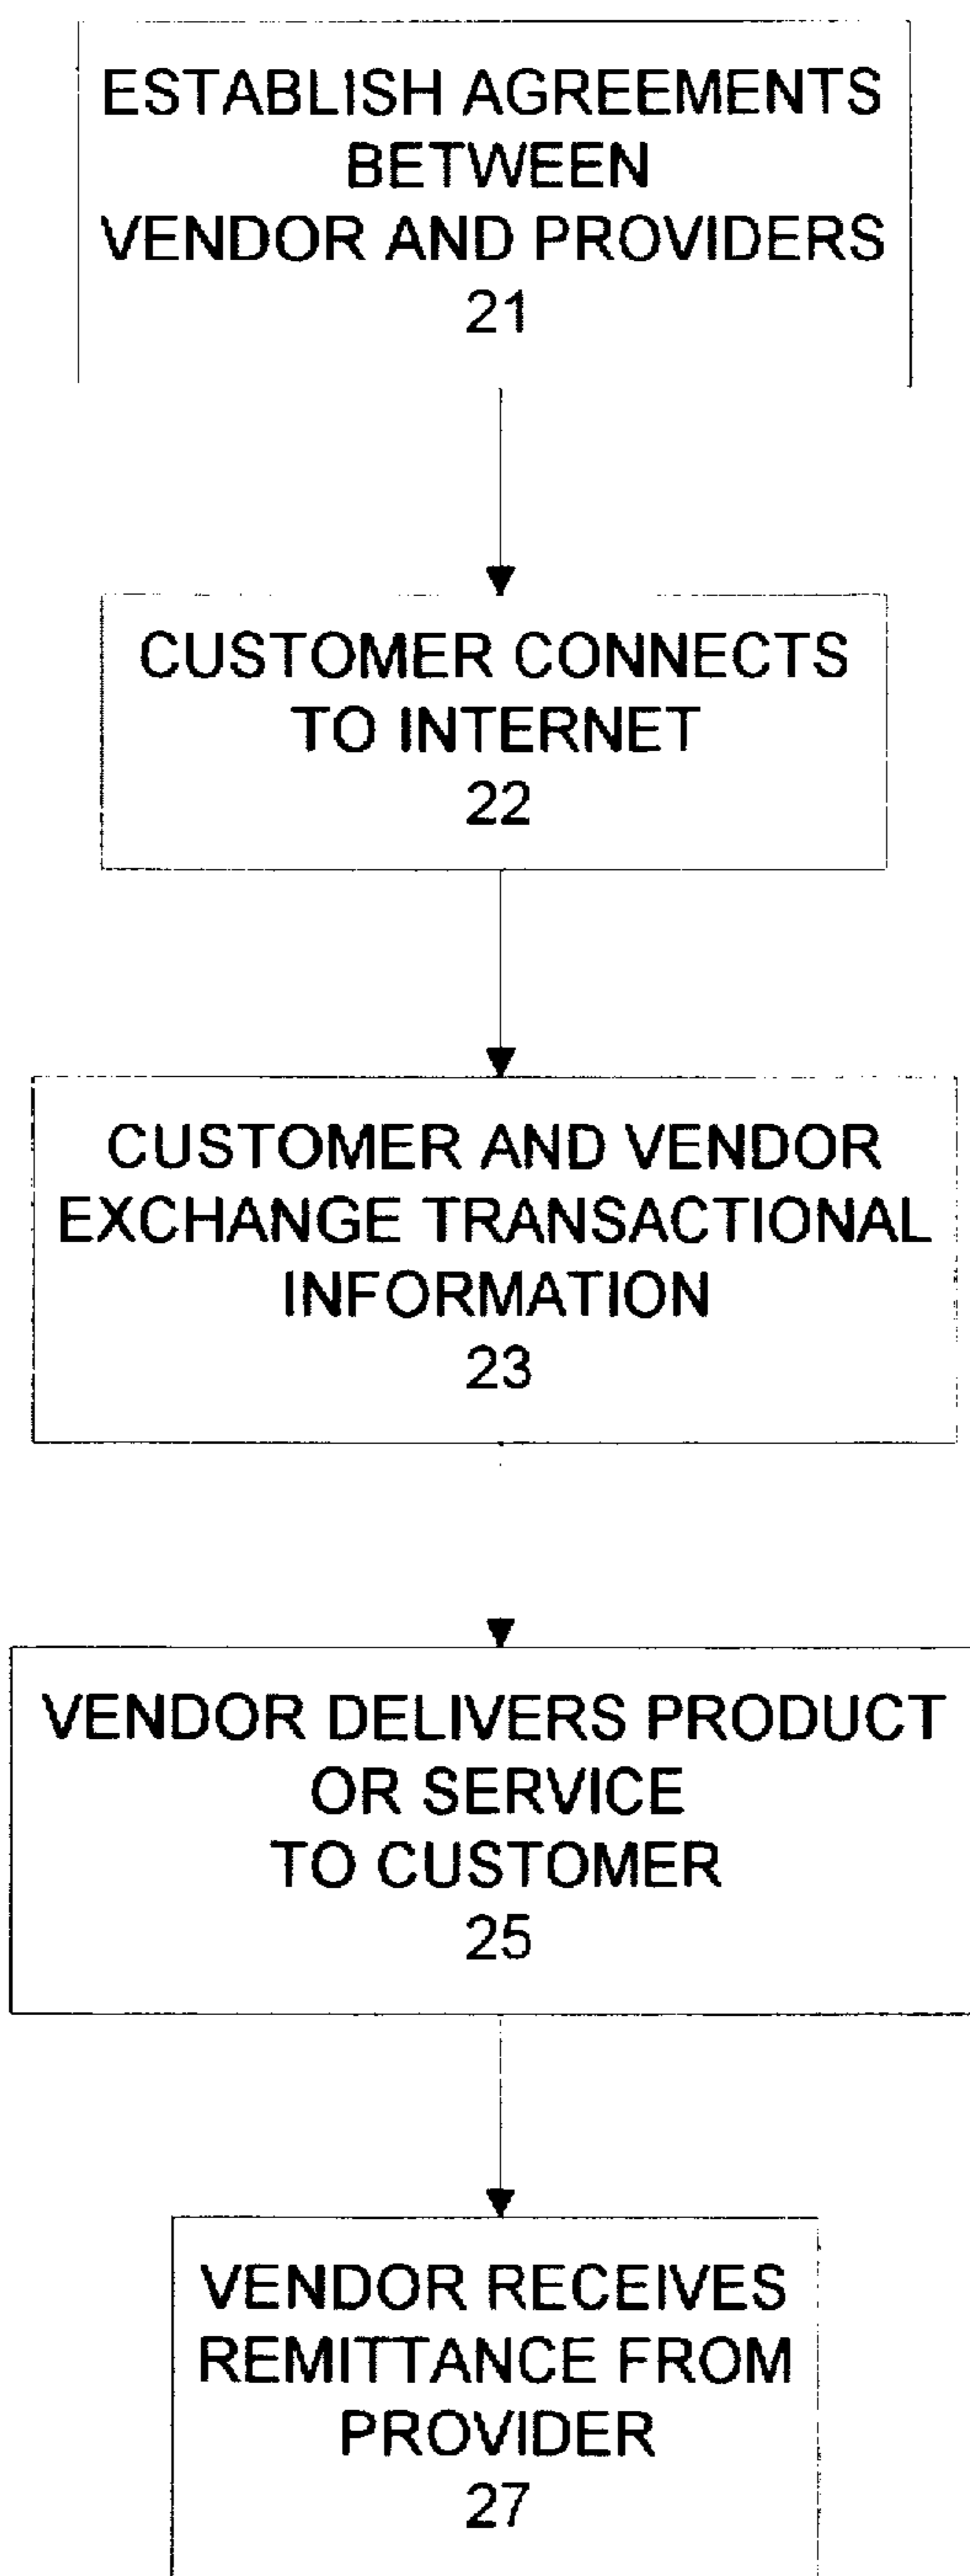 ESTABLISH AGREEMENTS
BETWEEN
VENDOR AND PROVIDERS
21
CUSTOMER CONNECTS
TO INTERNET
22
CUSTOMER AND VENDOR
EXCHANGE TRANSACTIONAL
INFORMATION
23
VENDOR DELIVERS PRODUCT
OR SERVICE
TO CUSTOMER
25
VENDOR RECEIVES
REMITTANCE FROM
PROVIDER
27